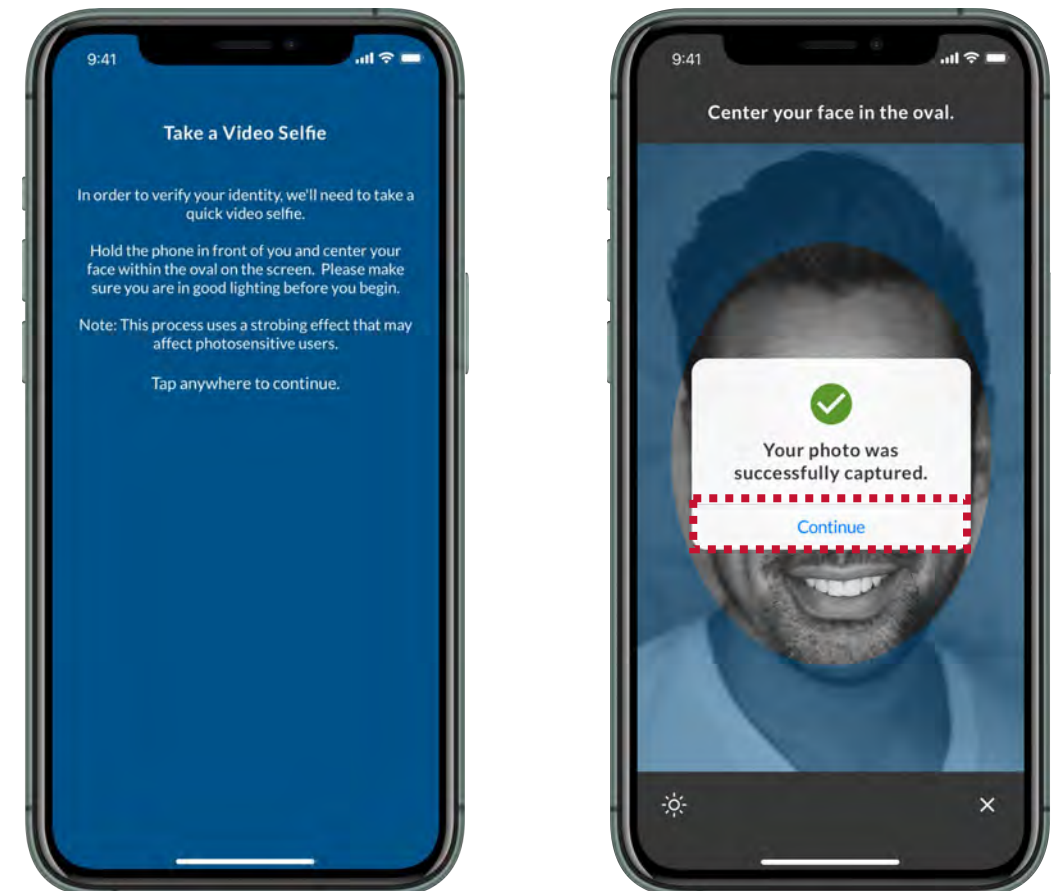 9:41
Take a Video Selfie
In order to verify your identity, we'll need to take a
quick video selfie.
Hold the phone in front of you and center your
face within the oval on the screen. Please make
sure you are in good lighting before you begin.
Note: This process uses a strobing effect that may
affect photosensitive users.
Tap anywhere to continue.
9:41
Center your face in the oval.
Your photo was
successfully captured.
Continue